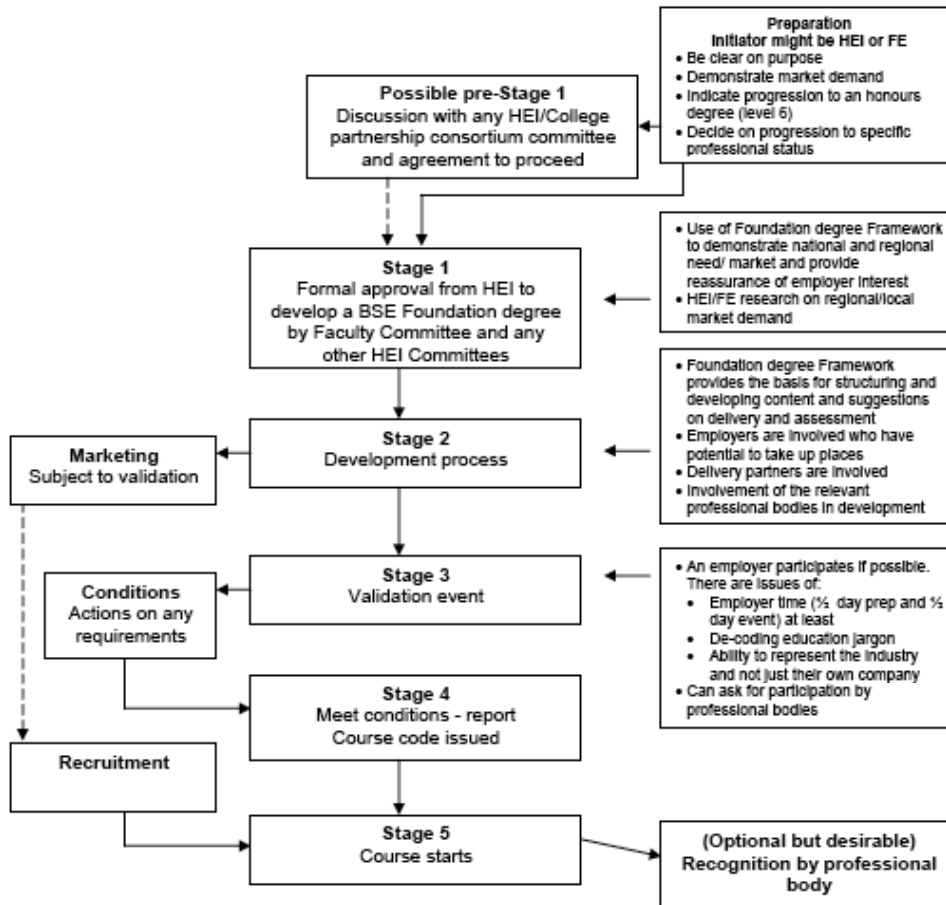 Preparation
Initiator might be HEI or FE
• Be clear on purpose
• Demonstrate market demand
• Indicate progression to an honours
degree (level 6)
• Decide on progression to specific
professional status
Possible pre-Stage 1
Discussion with any HEI/College
partnership consortium committee
and agreement to proceed
Stage 1
Formal approval from HEI to
develop a BSE Foundation degree
by Faculty Committee and any
other HEI Committees
• Use of Foundation degree Framework
to demonstrate national and regional
need/ market and provide
reassurance of employer interest
• HEI/FE research on regional/local
market demand
Stage 2
Development process
• Foundation degree Framework
provides the basis for structuring and
developing content and suggestions
on delivery and assessment
• Employers are involved who have
potential to take up places
• Delivery partners are involved
• Involvement of the relevant
professional bodies in development
Marketing
Subject to validation
Stage 3
Validation event
• An employer participates if possible.
There are issues of:
• Employer time (½ day prep and ½
day event) at least
• De-coding education jargon
• Ability to represent the industry
and not just their own company
• Can ask for participation by
professional bodies
Conditions
Actions on any
requirements
Stage 4
Meet conditions - report
Course code issued
Recruitment
Stage 5
Course starts
(Optional but desirable)
Recognition by professional
body